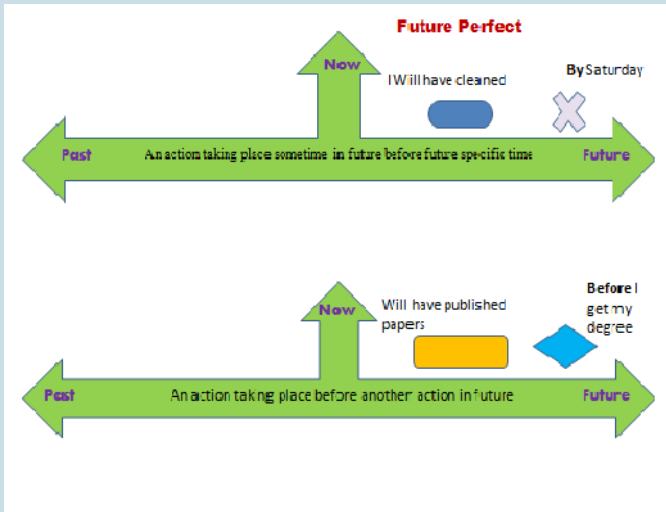 Future Perfect
Now
I Will have cleaned
By Saturday
Past
An action taking place sometime in future before future specific time
Future
Now
Will have published
papers
Before I
get my
degree
Past
An action taking place before another action in future
Future